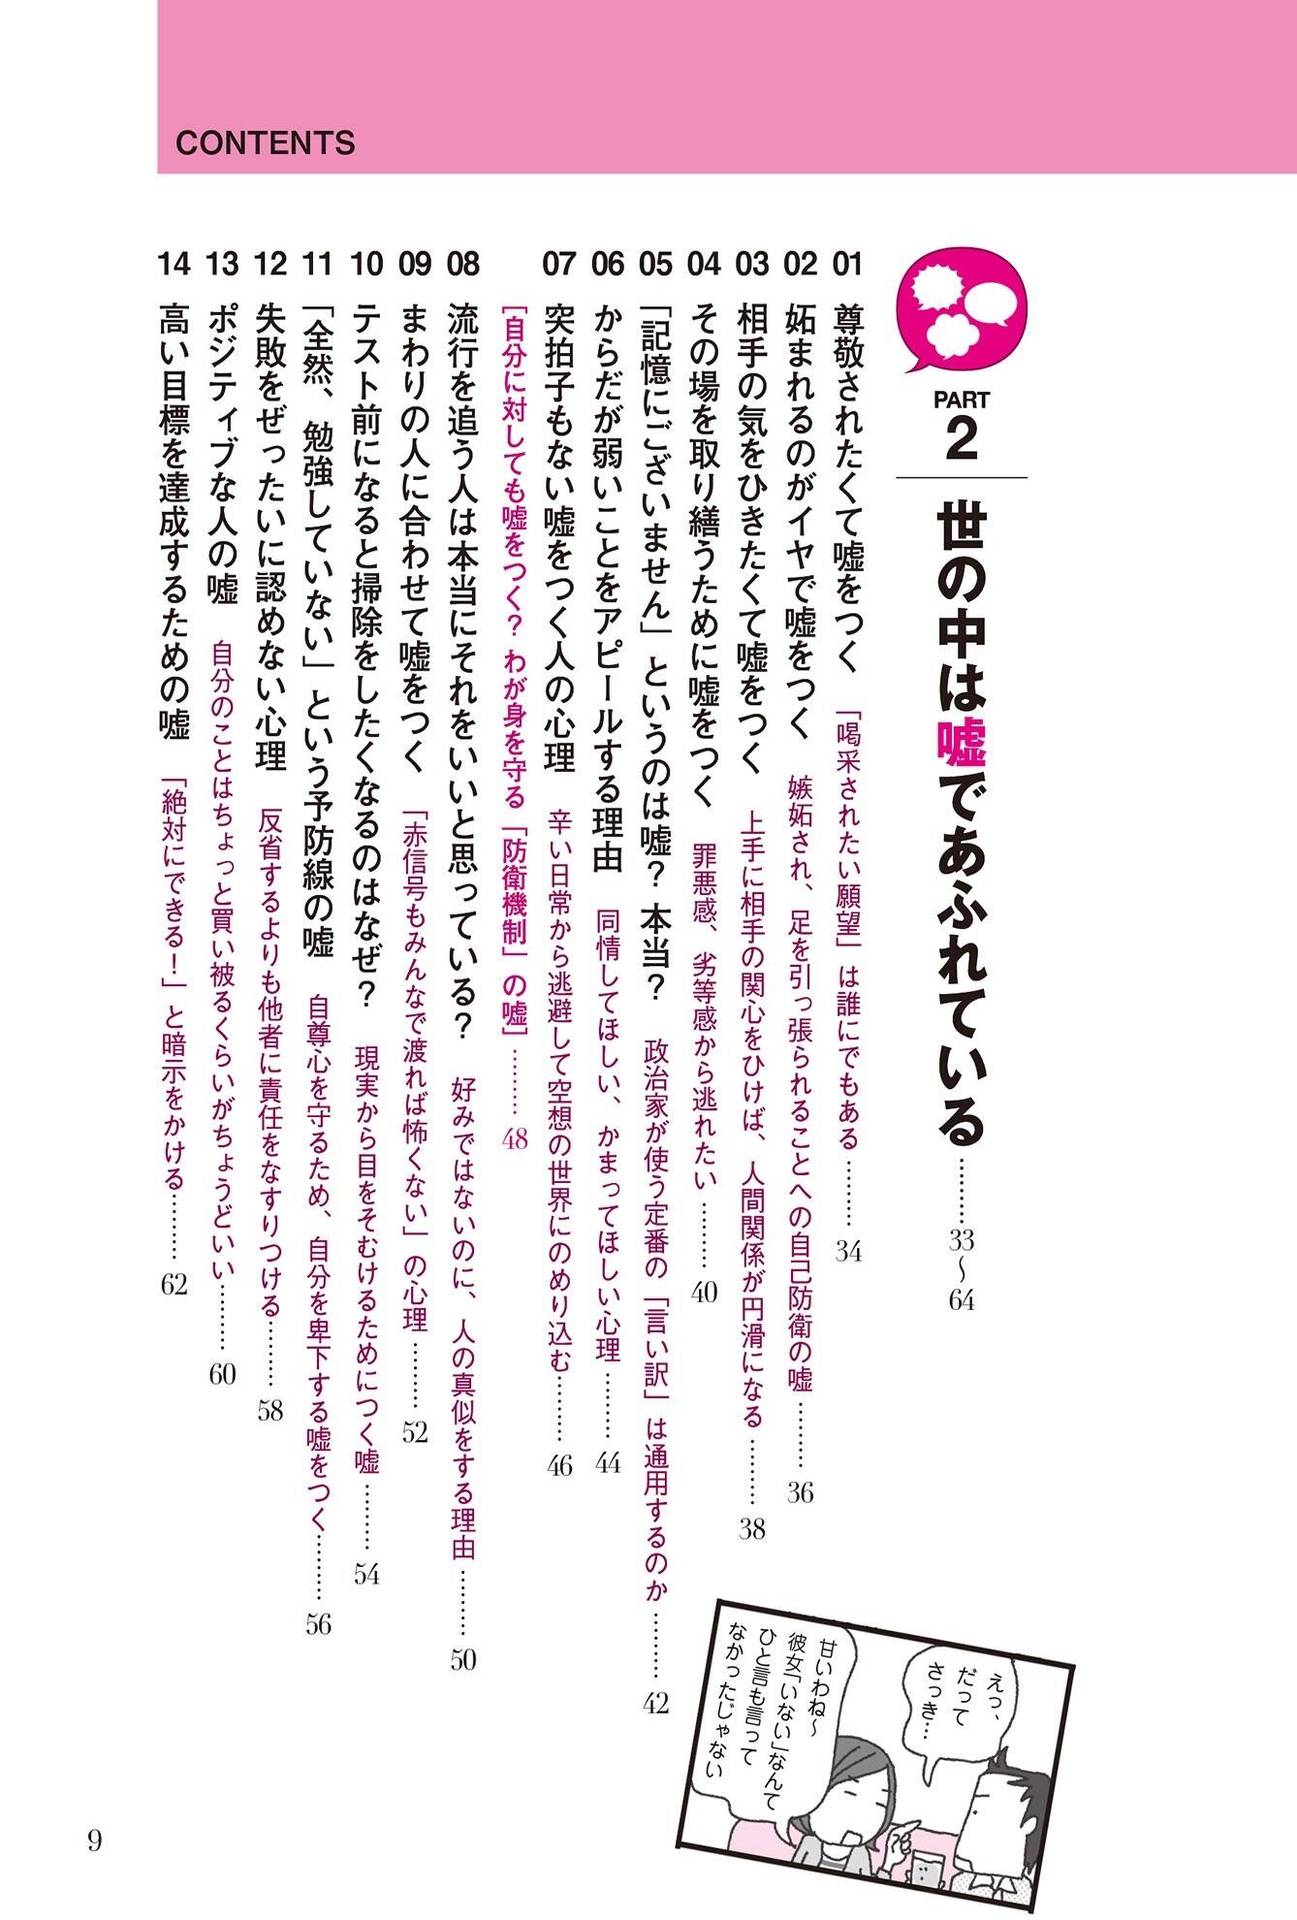 CONTENTS
PART
2
世の中は嘘であふれている………33〜64
01 尊敬されたくて嘘をつく 「喝采されたい願望」は誰にでもある………34
02 妬まれるのがイヤで嘘をつく 嫉妬され、足を引っ張られることへの自己防衛の嘘………36
03 相手の気をひきたくて嘘をつく 上手に相手の関心をひけば、人間関係が円滑になる………38
04 その場を取り繕うために嘘をつく 罪悪感、劣等感から逃れたい………40
05 「記憶にございません」というのは嘘？ 本当？ 政治家が使う定番の「言い訳」は通用するのか………42
06 からだが弱いことをアピールする理由 同情してほしい、かまってほしい心理………44
07 突拍子もない嘘をつく人の心理 辛い日常から逃避して空想の世界にのめり込む………46
［自分に対しても嘘をつく？ わが身を守る「防衛機制」の嘘］………48
08 流行を追う人は本当にそれをいいと思っている？ 好みではないのに、人の真似をする理由………50
09 まわりの人に合わせて嘘をつく 「赤信号もみんなで渡れば怖くない」の心理………52
10 テスト前になると掃除をしたくなるのはなぜ？ 現実から目をそむけるためにつく嘘………54
11 「全然、勉強していない」という予防線の嘘 自尊心を守るため、自分を卑下する嘘をつく………56
12 失敗をぜったいに認めない心理 反省するよりも他者に責任をなすりつける………58
13 ポジティブな人の嘘 自分のことはちょっと買い被るくらいがちょうどいい………60
14 高い目標を達成するための嘘 「絶対にできる！」と暗示をかける………62
えっ、
だって
さっき…
甘いわね〜
彼女「いない」なんて
ひと言も言って
なかったじゃない
9